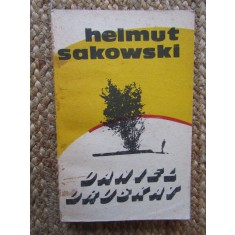 helmut
sakowski
DANIEL
DRUSKAT